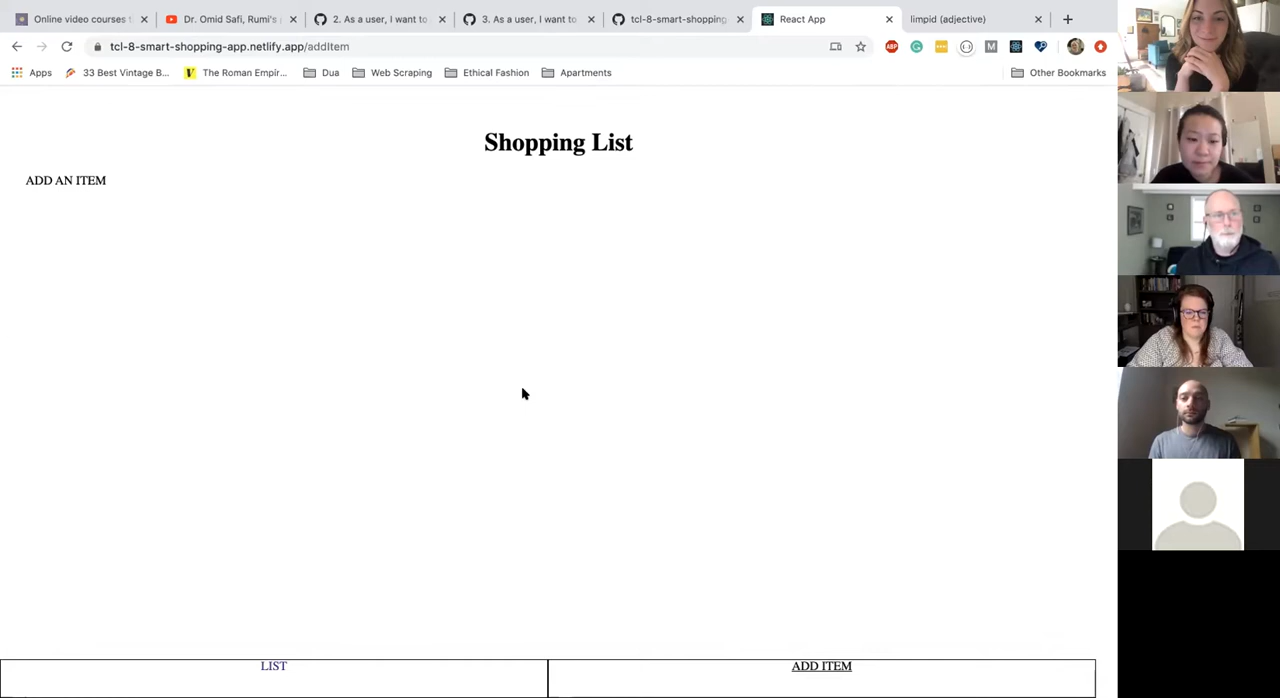 Online video courses
Dr. Omid Safi, Rumi's
2. As a user, I want to
3. As a user, I want to
tcl-8-smart-shopping
React App
limpid (adjective)
tcl-8-smart-shopping-app.netlify.app/addItem
ABP
M
Apps
33 Best Vintage B...
V
The Roman Empir...
Dua
Web Scraping
Ethical Fashion
Apartments
Other Bookmarks
Shopping List
ADD AN ITEM
LIST
ADD ITEM